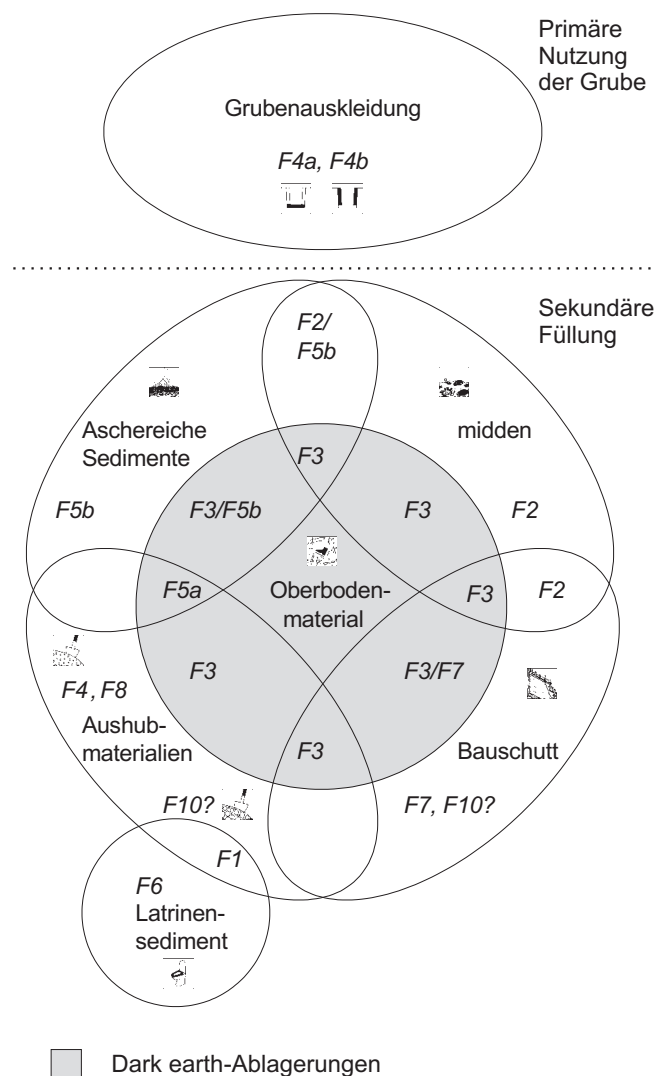 Primäre
Nutzung
der Grube
Grubenauskleidung
F4a, F4b
Sekundäre
Füllung
F2/
F5b
Aschereiche
Sedimente
midden
F3
F5b
F3/F5b
F3
F2
F5a
Oberboden-
material
F3
F2
F4, F8
F3
F3/F7
Aushub-
materialien
F3
Bauschutt
F10?
F7, F10?
F1
F6
Latrinen-
sediment
Dark earth-Ablagerungen